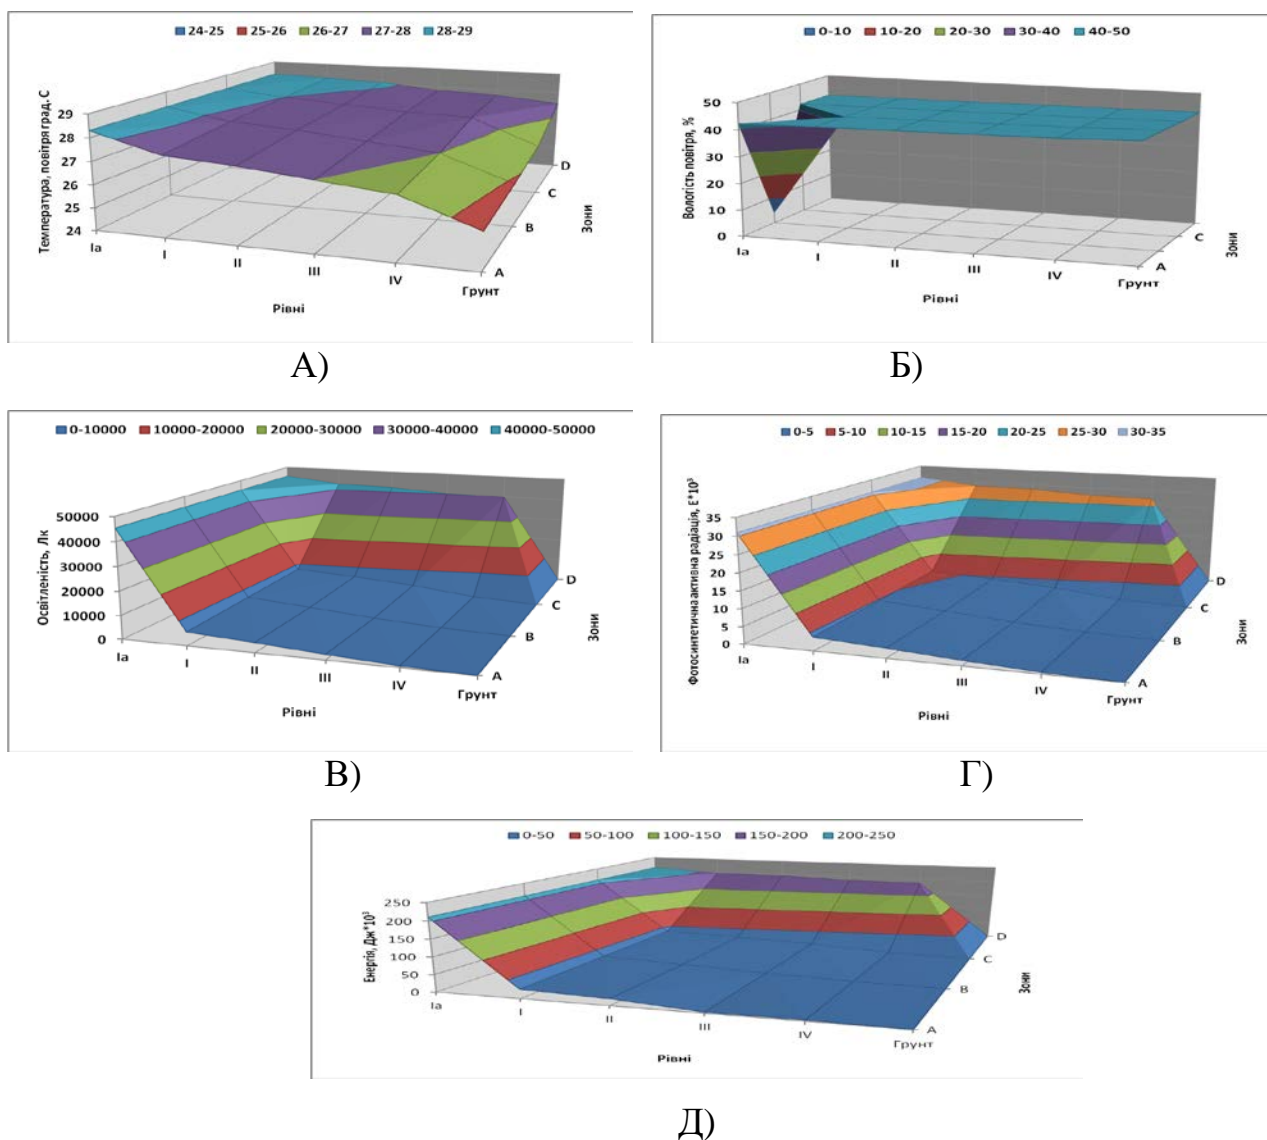 24-25 25-26 26-27 27-28 28-29
Температура, повітря град. С
29
28
27
26
25
24
Ia
I
II
III
IV
Грунт
A
B
C
D
Рівні
Зони
А)
0-10 10-20 20-30 30-40 40-50
Вологість повітря, %
50
40
30
20
10
0
Ia
I
II
III
IV
Грунт
A
C
Рівні
Зони
Б)
0-10000 10000-20000 20000-30000 30000-40000 40000-50000
Освітленість, Лк
50000
40000
30000
20000
10000
0
Ia
I
II
III
IV
Грунт
A
B
C
D
Рівні
Зони
В)
0-5 5-10 10-15 15-20 20-25 25-30 30-35
Фотосинтетична активна радіація, Е*10³
35
30
25
20
15
10
5
0
Ia
I
II
III
IV
Грунт
A
B
C
D
Рівні
Зони
Г)
0-50 50-100 100-150 150-200 200-250
Енергія, Дж*10³
250
200
150
100
50
0
Ia
I
II
III
IV
Грунт
A
B
C
D
Рівні
Зони
Д)